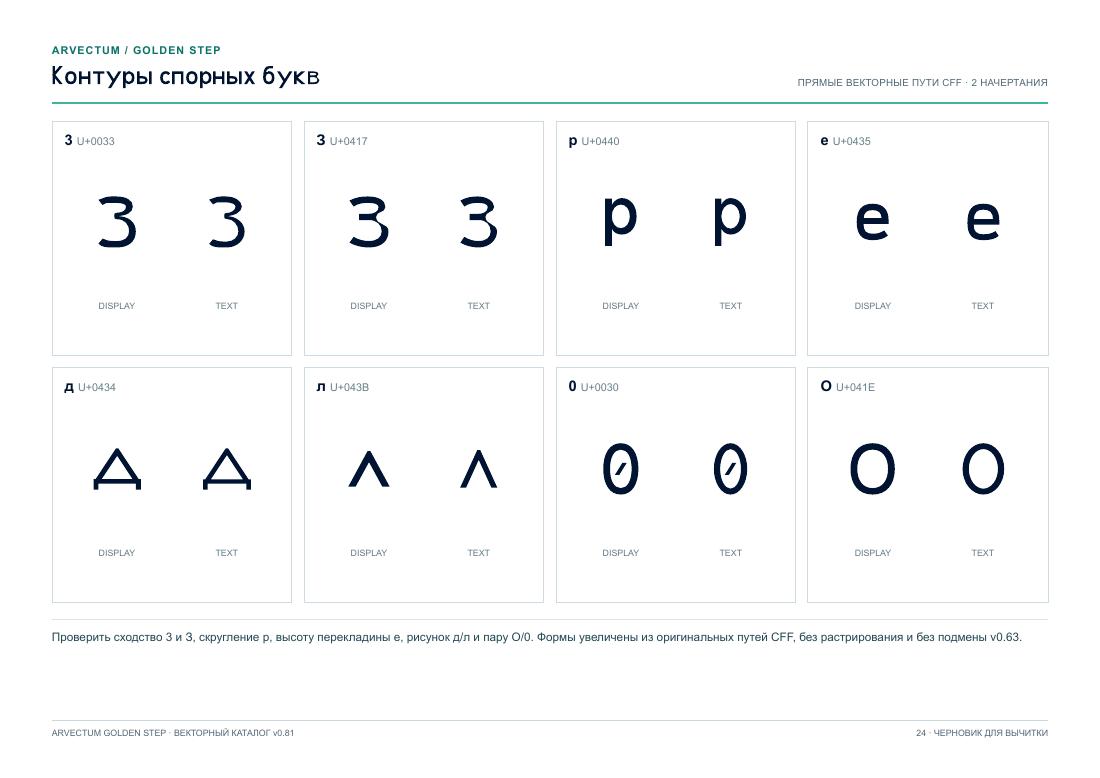 ARVECTUM / GOLDEN STEP
Контуры спорных букв
ПРЯМЫЕ ВЕКТОРНЫЕ ПУТИ CFF · 2 НАЧЕРТАНИЯ
3 U+0033
З U+0417
р U+0440
е U+0435
3 3
З З
р р
е е
DISPLAY TEXT
DISPLAY TEXT
DISPLAY TEXT
DISPLAY TEXT
д U+0434
л U+043B
0 U+0030
О U+041E
д д
л л
0 0
О О
DISPLAY TEXT
DISPLAY TEXT
DISPLAY TEXT
DISPLAY TEXT
Проверить сходство 3 и З, скругление р, высоту перекладины е, рисунок д/л и пару О/0. Формы увеличены из оригинальных путей CFF, без растрирования и без подмены v0.63.
ARVECTUM GOLDEN STEP · ВЕКТОРНЫЙ КАТАЛОГ v0.81
24 · ЧЕРНОВИК ДЛЯ ВЫЧИТКИ